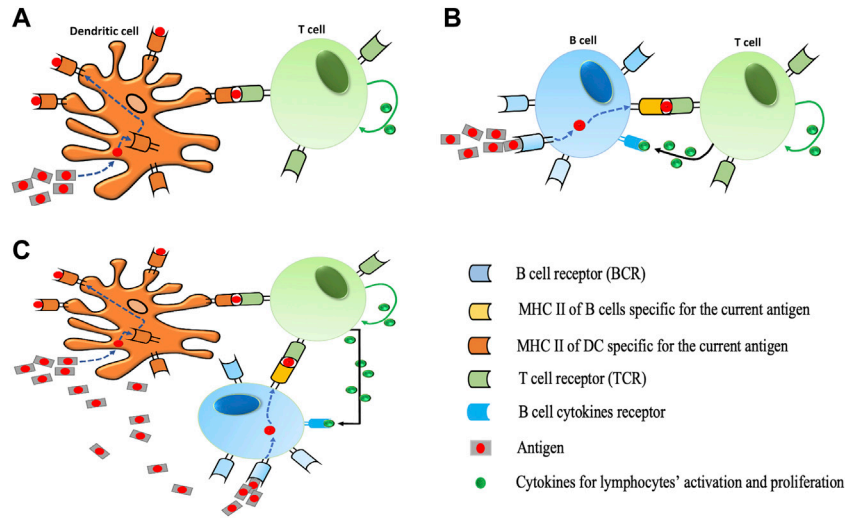 A
Dendritic cell
T cell
B
B cell
T cell
C
B cell receptor (BCR)
MHC II of B cells specific for the current antigen
MHC II of DC specific for the current antigen
T cell receptor (TCR)
B cell cytokines receptor
Antigen
Cytokines for lymphocytes’ activation and proliferation